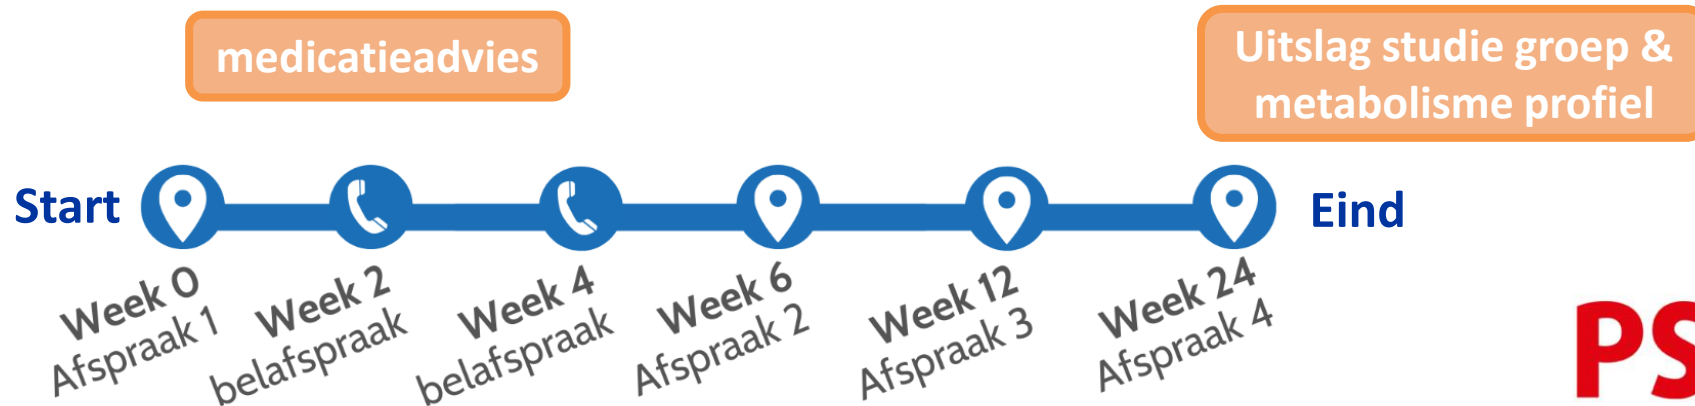 medicatieadvies
Uitslag studie groep &
metabolisme profiel
Start
Eind
Week 0
Afspraak 1
Week 2
belafspraak
Week 4
belafspraak
Week 6
Afspraak 2
Week 12
Afspraak 3
Week 24
Afspraak 4
PS